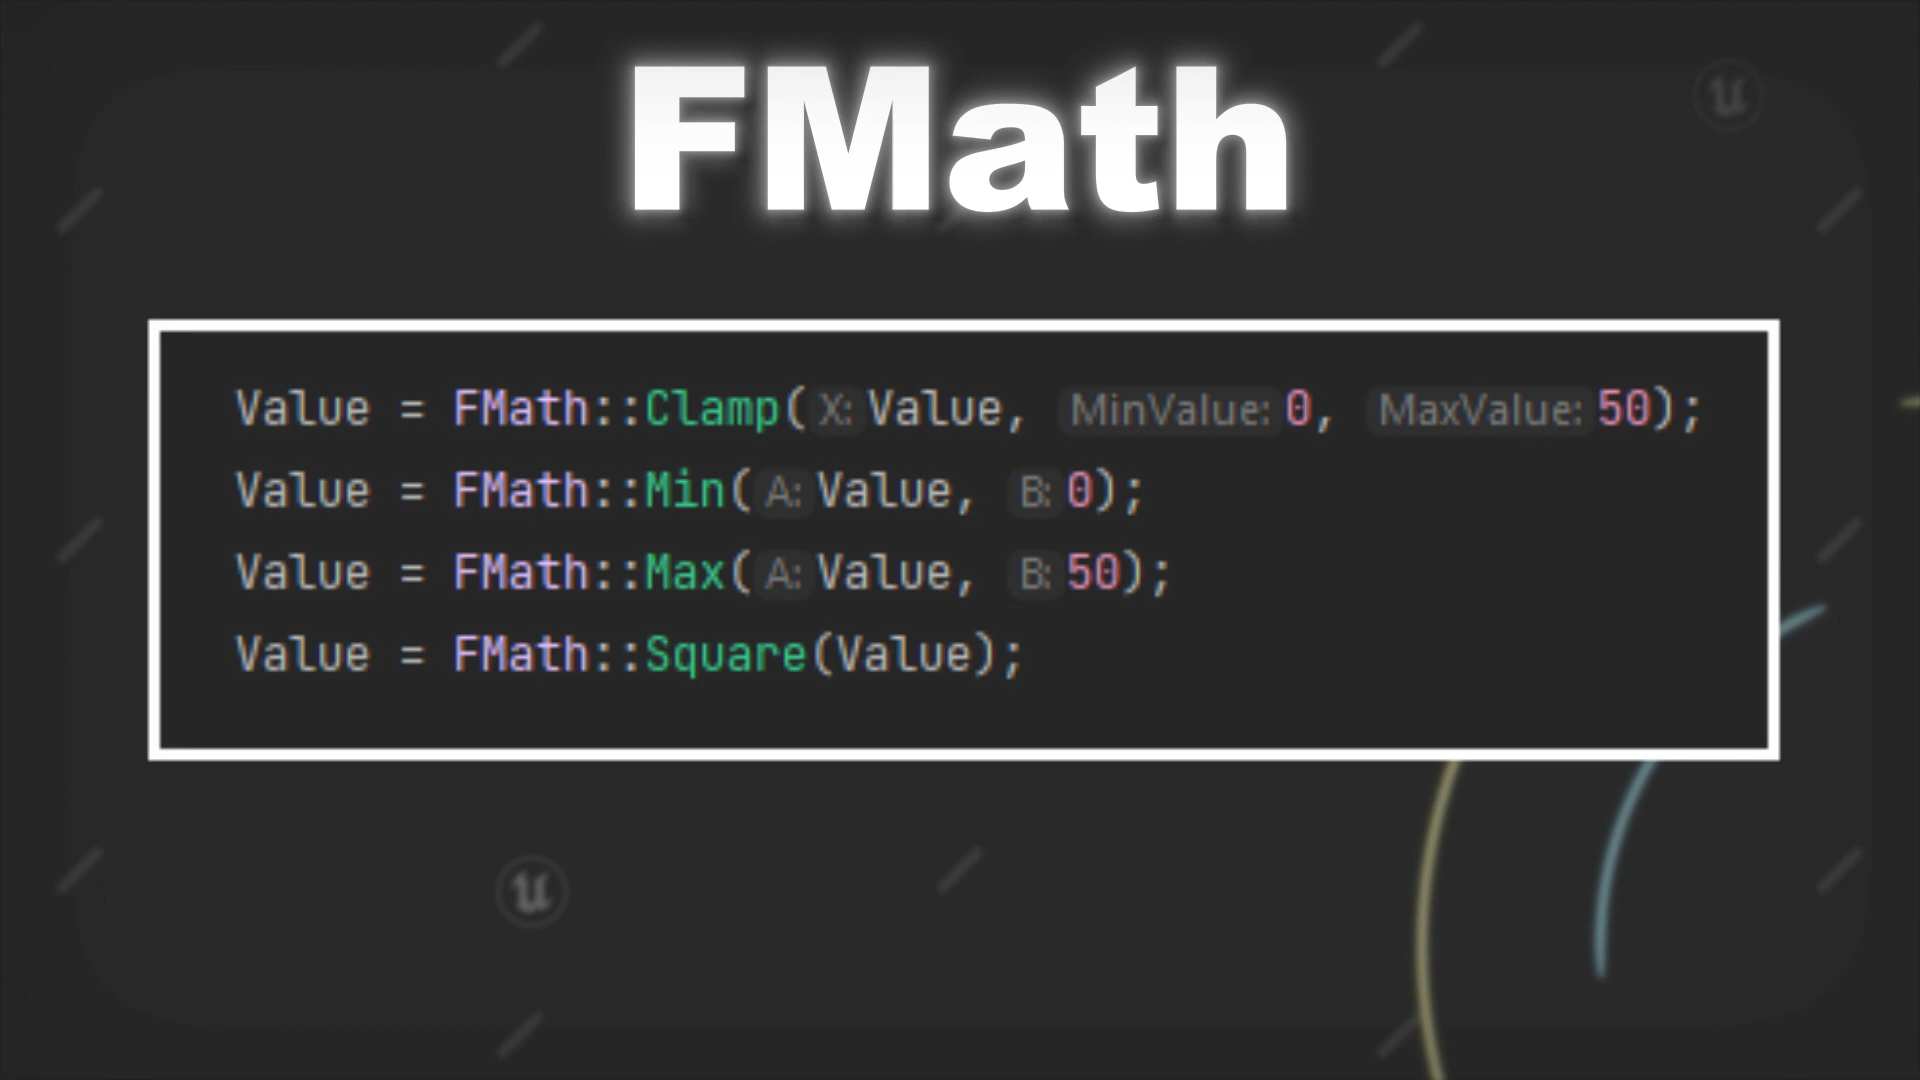 FMath
Value = FMath::Clamp( X: Value, MinValue: 0, MaxValue: 50);
Value = FMath::Min( A: Value, B: 0);
Value = FMath::Max( A: Value, B: 50);
Value = FMath::Square(Value);